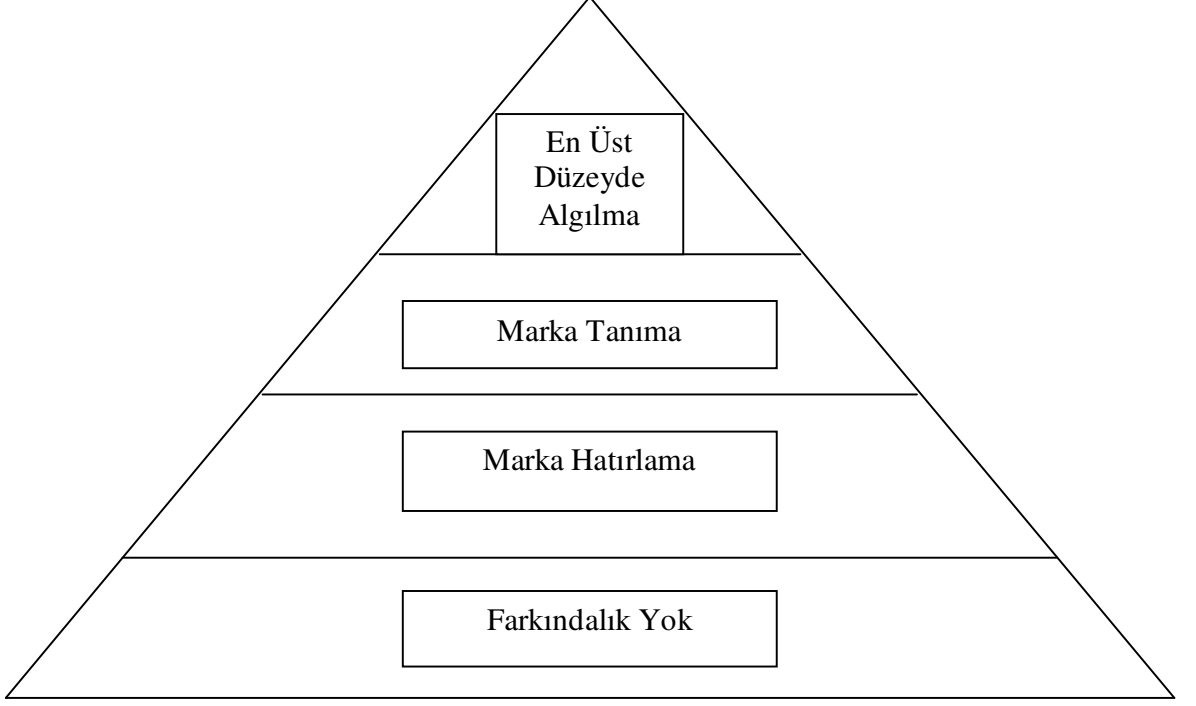 En Üst
Düzeyde
Algılma
Marka Tanıma
Marka Hatırlama
Farkındalık Yok